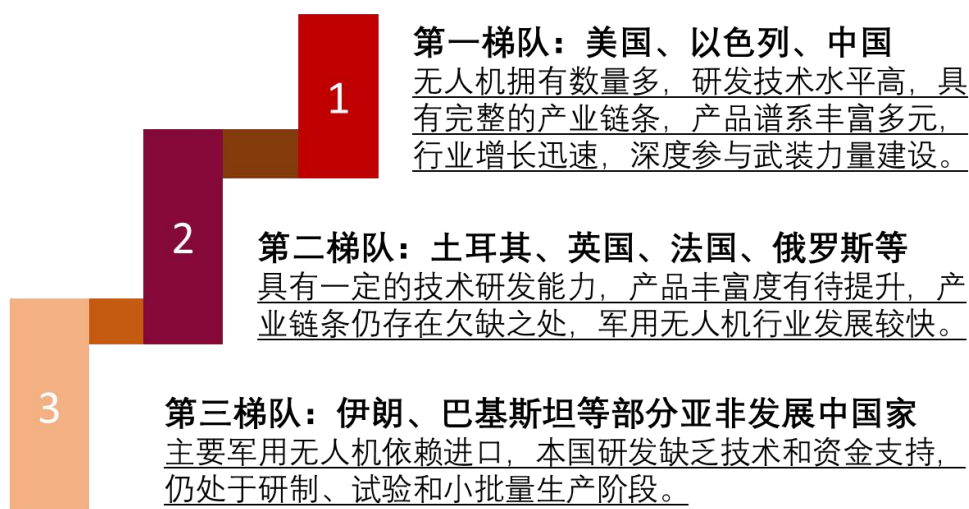 1
第一梯队：美国、以色列、中国
无人机拥有数量多，研发技术水平高，具
有完整的产业链条，产品谱系丰富多元，
行业增长迅速，深度参与武装力量建设。
2
第二梯队：土耳其、英国、法国、俄罗斯等
具有一定的技术研发能力，产品丰富度有待提升，产
业链条仍存在欠缺之处，军用无人机行业发展较快。
3
第三梯队：伊朗、巴基斯坦等部分亚非发展中国家
主要军用无人机依赖进口，本国研发缺乏技术和资金支持，
仍处于研制、试验和小批量生产阶段。